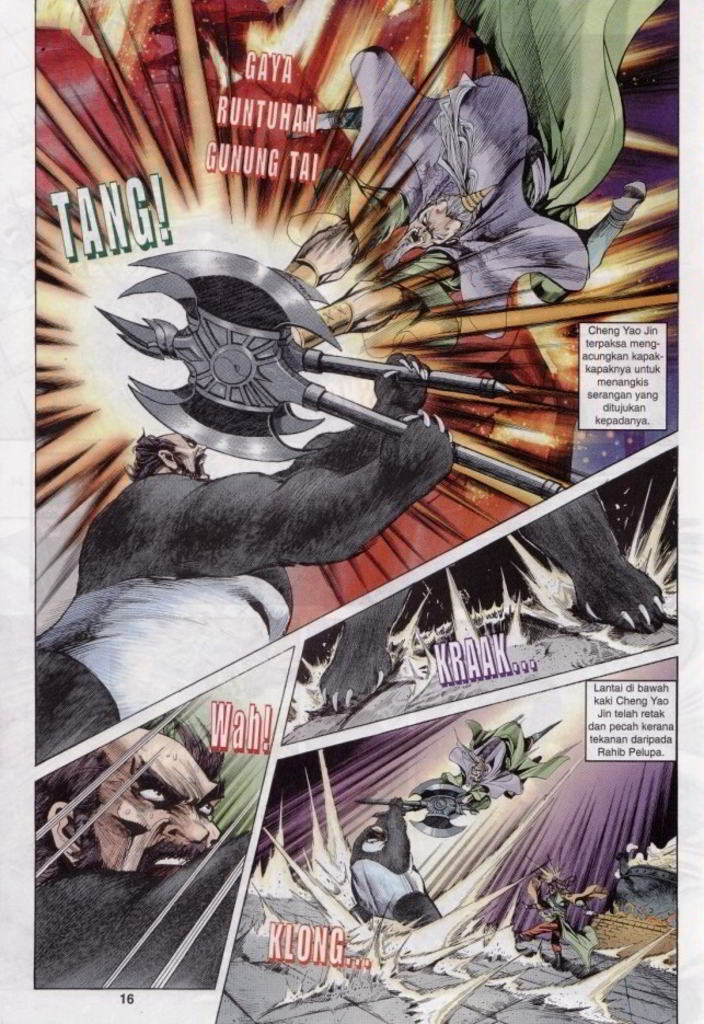 GAYA
RUNTUHAN
GUNUNG TAI
TANG!
Cheng Yao Jin
terpaksa meng-
acungkan kapak-
kapaknya untuk
menangkis
serangan yang
ditujukan
kepadanya.
KRAAK...
Wah!
Lantai di bawah
kaki Cheng Yao
Jin telah retak
dan pecah kerana
tekanan daripada
Rahib Pelupa.
KLONG...
16